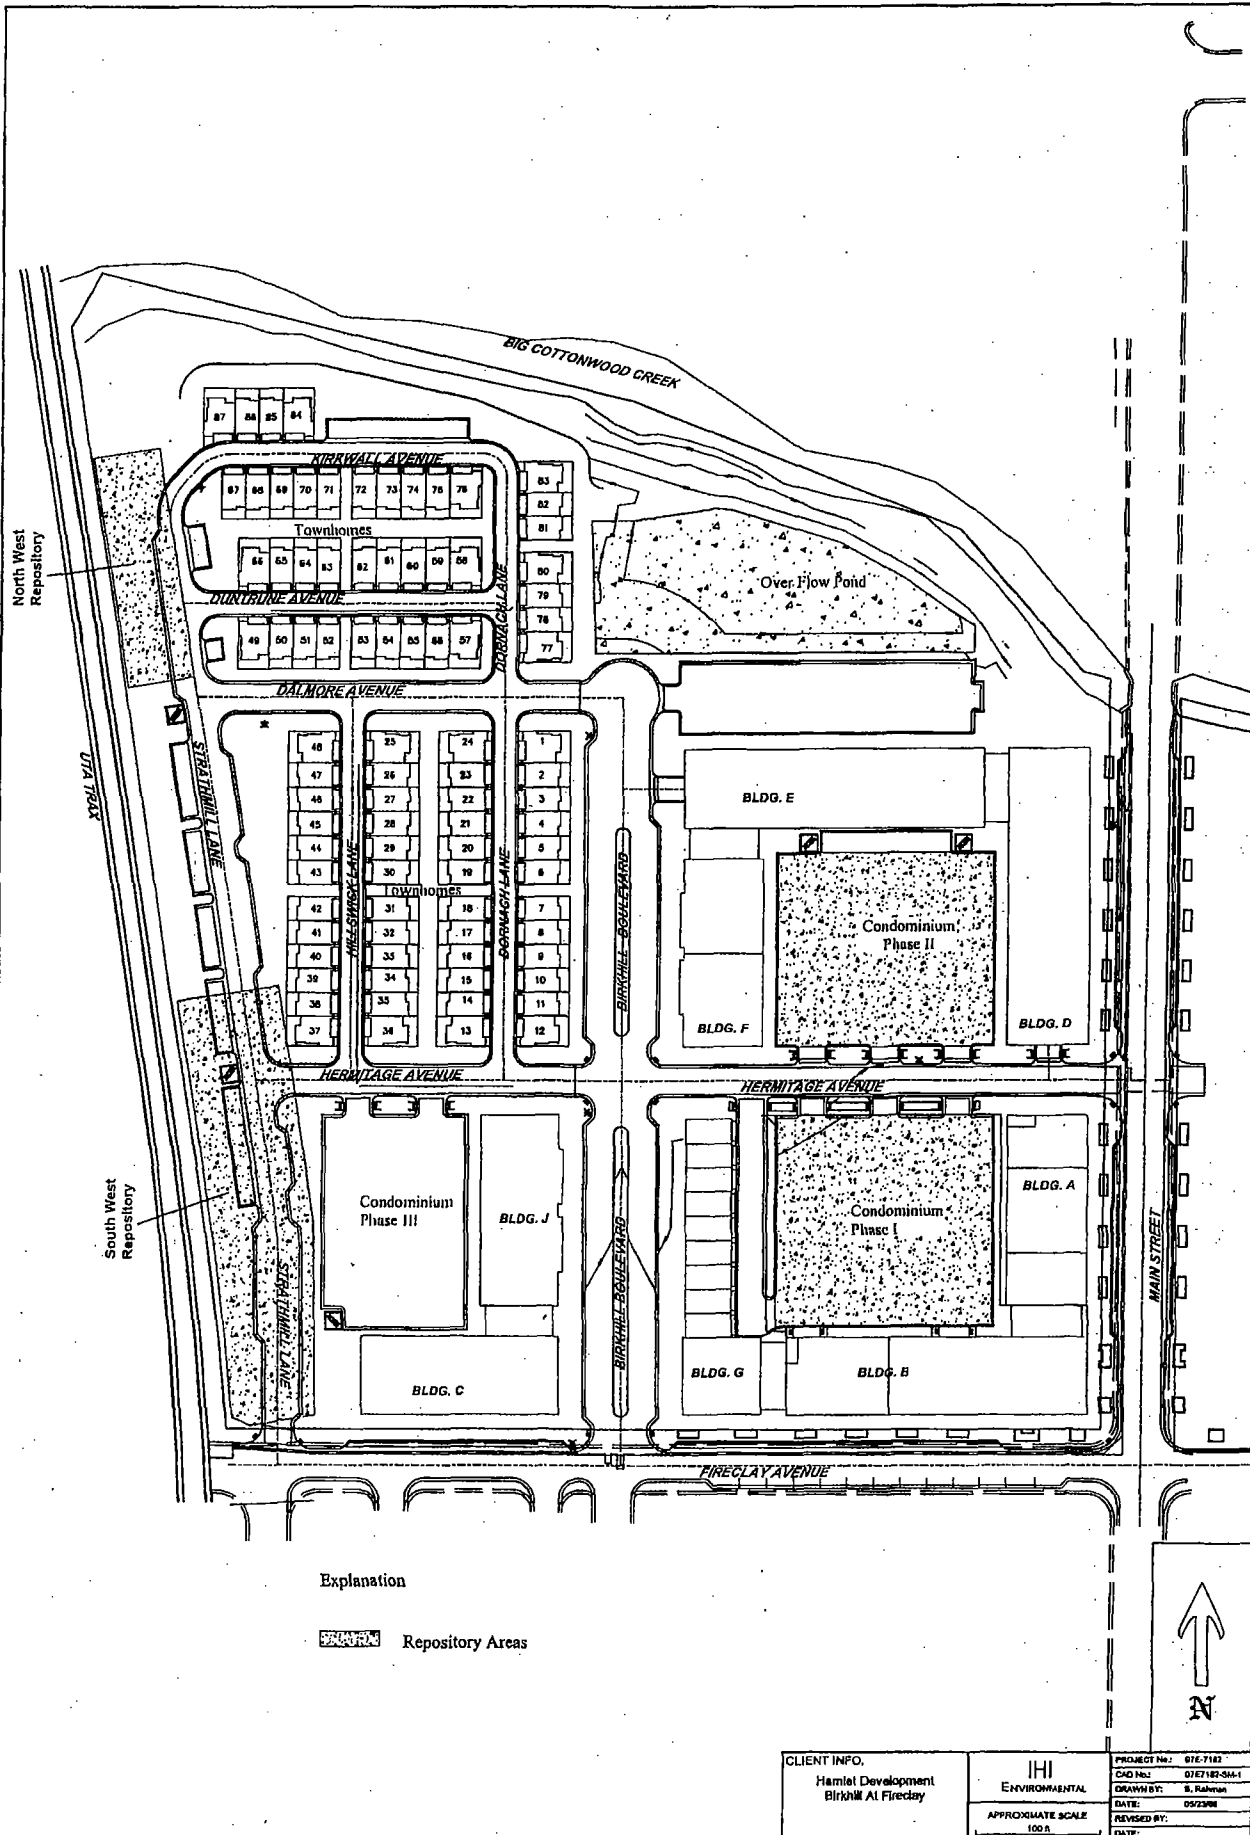 BIG COTTONWOOD CREEK
87 86 85 84
KIRKWALL AVENUE
67 68 69 70 71 72 73 74 75 76
Townhomes
66 65 64 63 62 61 60 59 58
DUNTRUNE AVENUE
49 50 51 52 53 54 55 56 57
DALMORE AVENUE
83
82
81
80
79
78
77
DORNACH LANE
Over Flow Pond
North West
Repository
UTA TRAX
STRATHMILL LANE
48 25 24 1
47 26 23 2
46 27 22 3
45 28 21 4
44 29 20 5
43 30 19 6
Townhomes
42 31 18 7
41 32 17 8
40 33 16 9
39 34 15 10
38 35 14 11
37 36 13 12
HILLSWICK LANE
DORNACH LANE
BIRKHILL BOULEVARD
BLDG. E
Condominium
Phase II
BLDG. F
BLDG. D
HERMITAGE AVENUE
HERMITAGE AVENUE
South West
Repository
Condominium
Phase III
BLDG. J
BLDG. C
STRATHMILL LANE
BIRKHILL BOULEVARD
Condominium
Phase I
BLDG. A
BLDG. G
BLDG. B
MAIN STREET
FIRECLAY AVENUE
Explanation
Repository Areas
N
CLIENT INFO.
Hamlet Development
Birkhill At Fireclay
IHI
ENVIRONMENTAL
APPROXIMATE SCALE
100 ft
PROJECT No.: 07E-7182
CAD No.: 07E7182-SM-1
DRAWN BY: B. Rahman
DATE:
REVISED BY:
DATE: